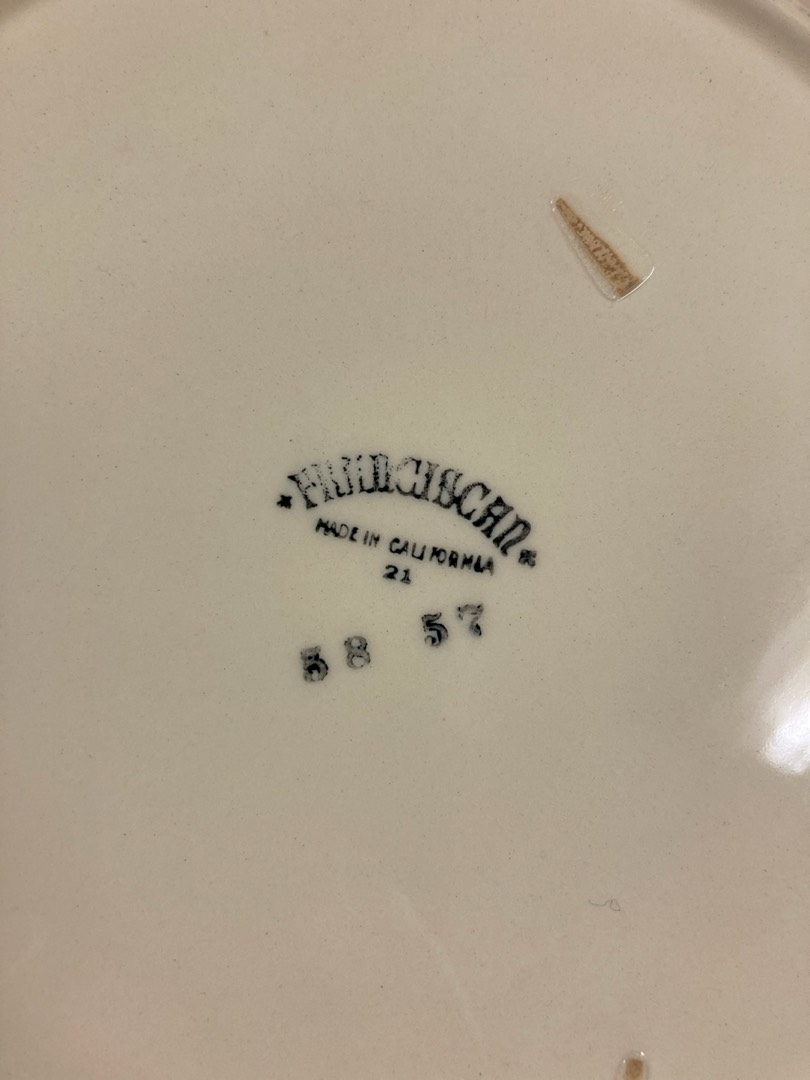 * FRANCISCAN *
MADE IN CALIFORNIA
21
58 57